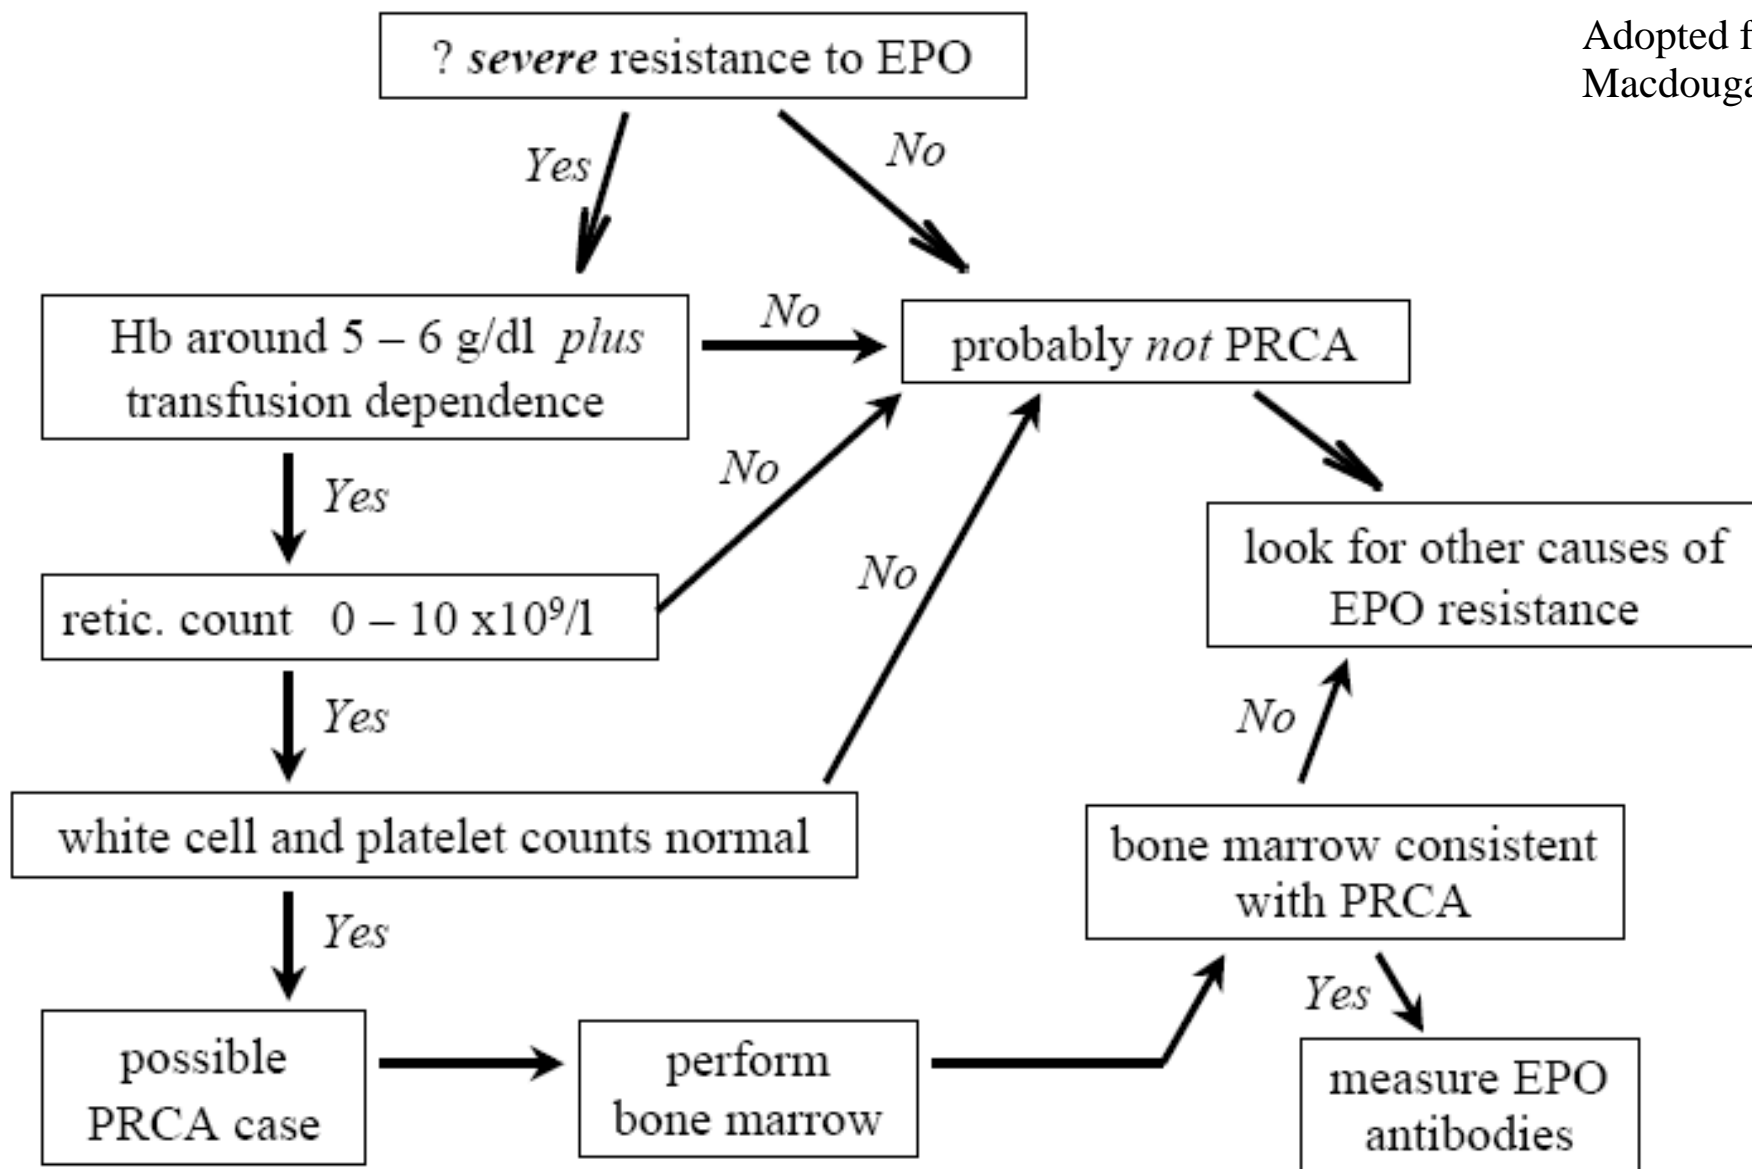 ? severe resistance to EPO
Adopted f
Macdouga
Yes
No
Hb around 5 – 6 g/dl plus
transfusion dependence
No
probably not PRCA
Yes
No
retic. count 0 – 10 x10⁹/l
No
look for other causes of
EPO resistance
Yes
No
white cell and platelet counts normal
bone marrow consistent
with PRCA
Yes
Yes
possible
PRCA case
perform
bone marrow
measure EPO
antibodies